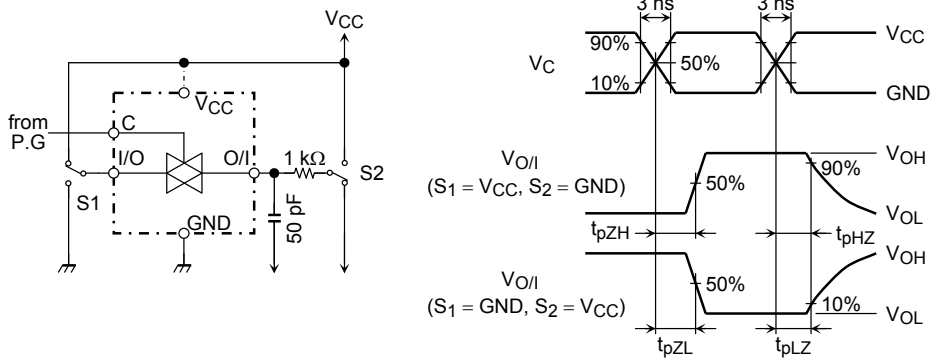 VCC
VCC
from
P.G
C
I/O
O/I
1 kΩ
S1
S2
GND
50 pF
3 ns
3 ns
VC
90%
10%
50%
VCC
GND
VO/I
(S1 = VCC, S2 = GND)
50%
VOH
90%
VOL
tpZH
tpHZ
VO/I
(S1 = GND, S2 = VCC)
50%
VOH
10%
VOL
tpZL
tpLZ